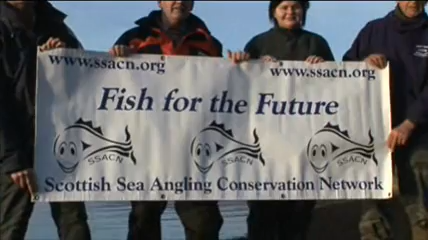 www.ssacn.org www.ssacn.org
Fish for the Future
SSACN SSACN SSACN
Scottish Sea Angling Conservation Network